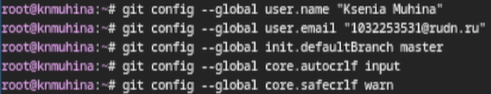 root@knmuhina:~# git config --global user.name "Ksenia Muhina"
root@knmuhina:~# git config --global user.email "1032253531@rudn.ru"
root@knmuhina:~# git config --global init.defaultBranch master
root@knmuhina:~# git config --global core.autocrlf input
root@knmuhina:~# git config --global core.safecrlf warn